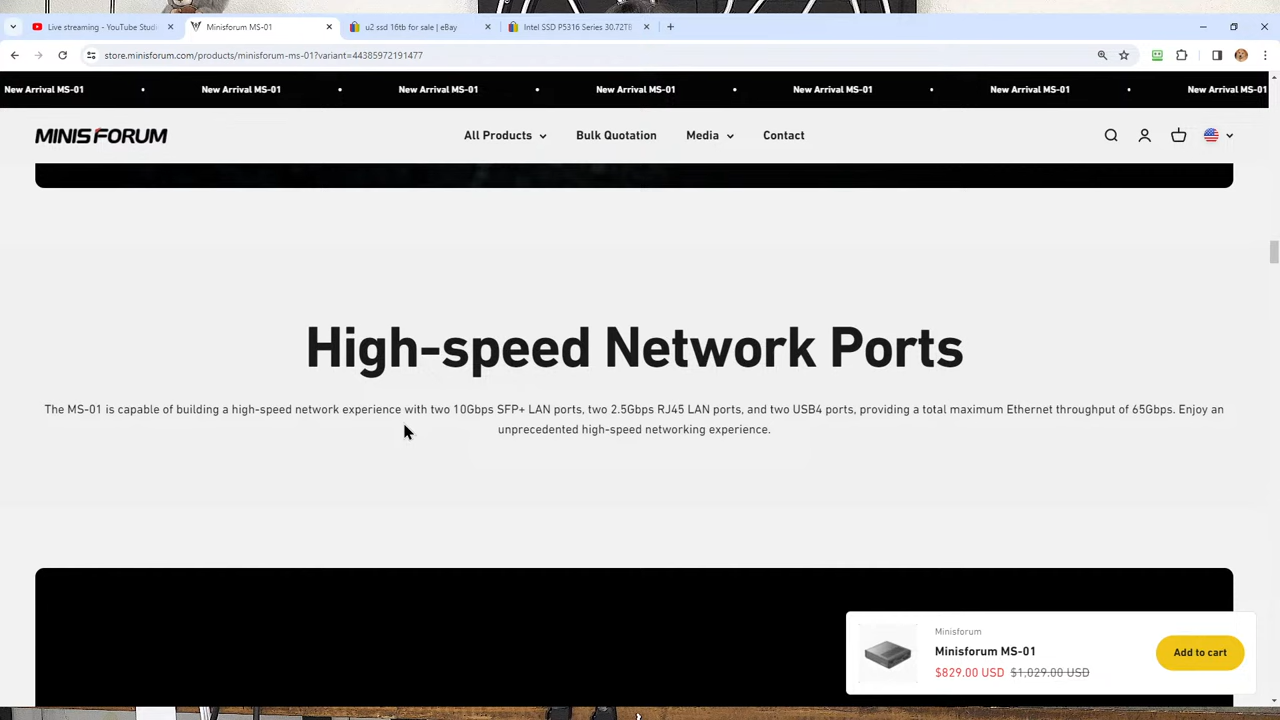 Live streaming - YouTube Studi
Minisforum MS-01
u2 ssd 16tb for sale | eBay
Intel SSD P5316 Series 30.72TB
store.minisforum.com/products/minisforum-ms-01?variant=44385972191477
New Arrival MS-01 • New Arrival MS-01 • New Arrival MS-01 • New Arrival MS-01 • New Arrival MS-01 • New Arrival MS-01 • New Arrival MS-01
MINISFORUM
All Products
Bulk Quotation
Media
Contact
High-speed Network Ports
The MS-01 is capable of building a high-speed network experience with two 10Gbps SFP+ LAN ports, two 2.5Gbps RJ45 LAN ports, and two USB4 ports, providing a total maximum Ethernet throughput of 65Gbps. Enjoy an
unprecedented high-speed networking experience.
Minisforum
Minisforum MS-01
$829.00 USD $1,029.00 USD
Add to cart